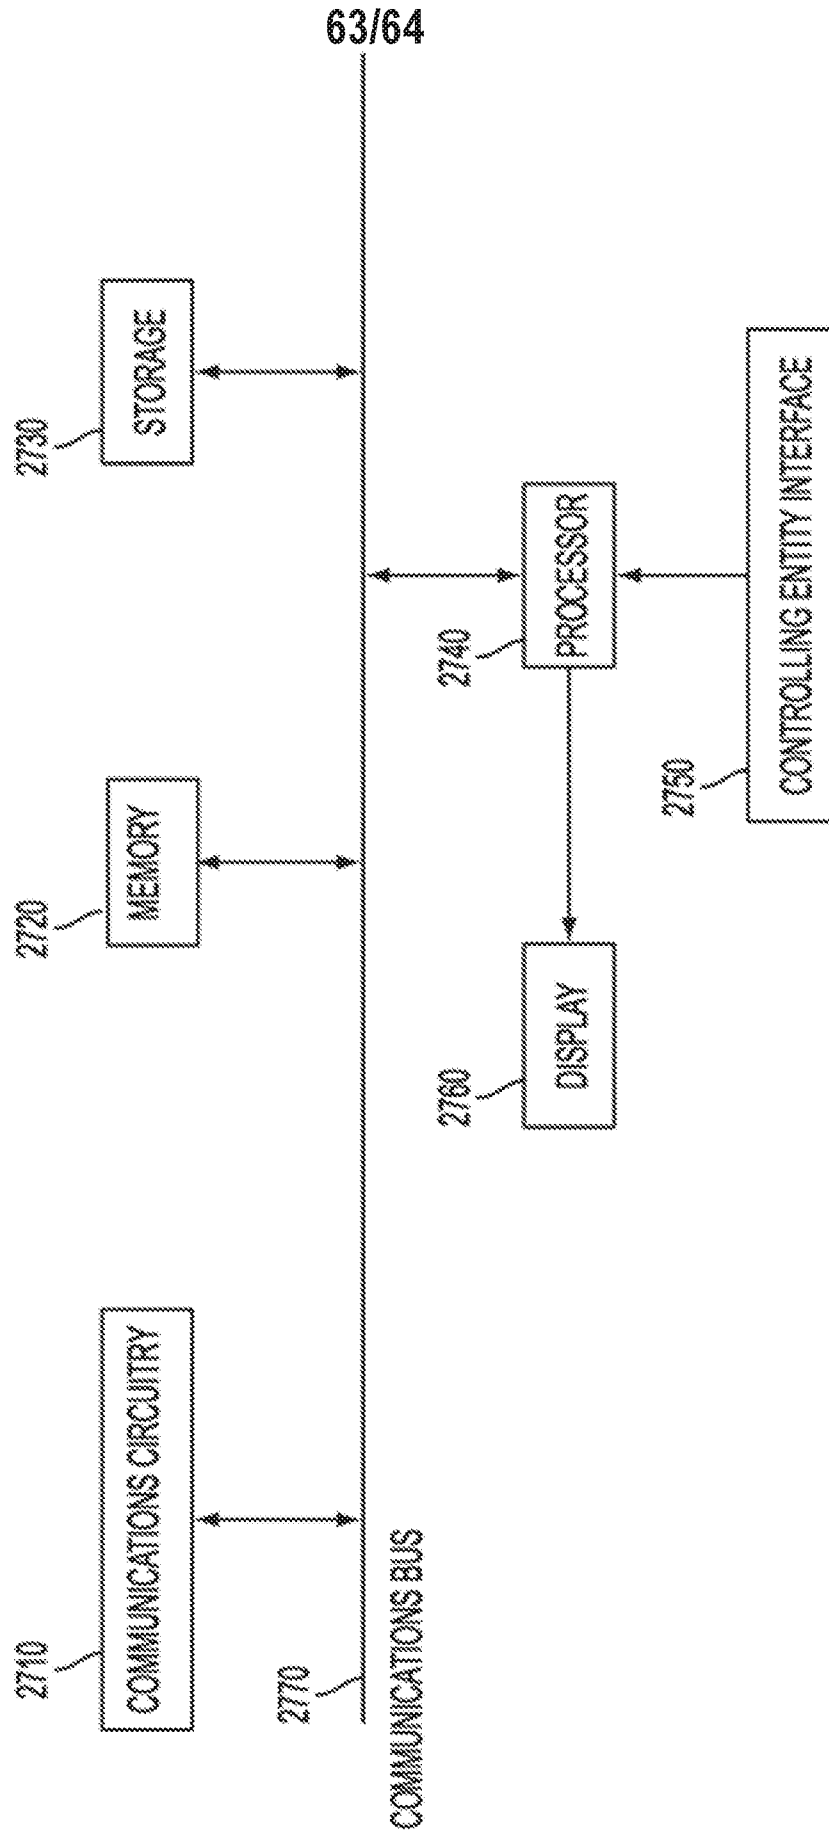 63/64
2710
COMMUNICATIONS CIRCUITRY
2720
MEMORY
2730
STORAGE
2770
COMMUNICATIONS BUS
2760
DISPLAY
2740
PROCESSOR
2750
CONTROLLING ENTITY INTERFACE